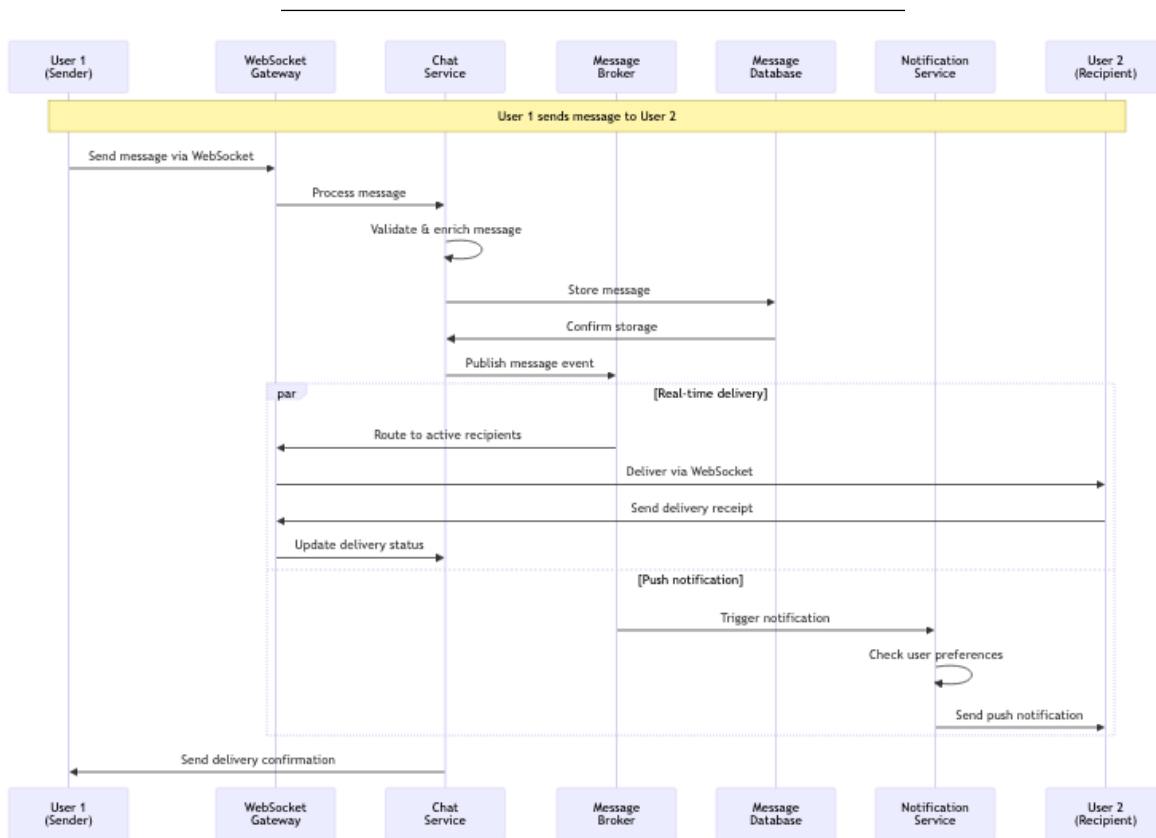 User 1
(Sender)
WebSocket
Gateway
Chat
Service
Message
Broker
Message
Database
Notification
Service
User 2
(Recipient)
User 1 sends message to User 2
Send message via WebSocket
Process message
Validate & enrich message
Store message
Confirm storage
Publish message event
par
[Real-time delivery]
Route to active recipients
Deliver via WebSocket
Send delivery receipt
Update delivery status
[Push notification]
Trigger notification
Check user preferences
Send push notification
Send delivery confirmation
User 1
(Sender)
WebSocket
Gateway
Chat
Service
Message
Broker
Message
Database
Notification
Service
User 2
(Recipient)